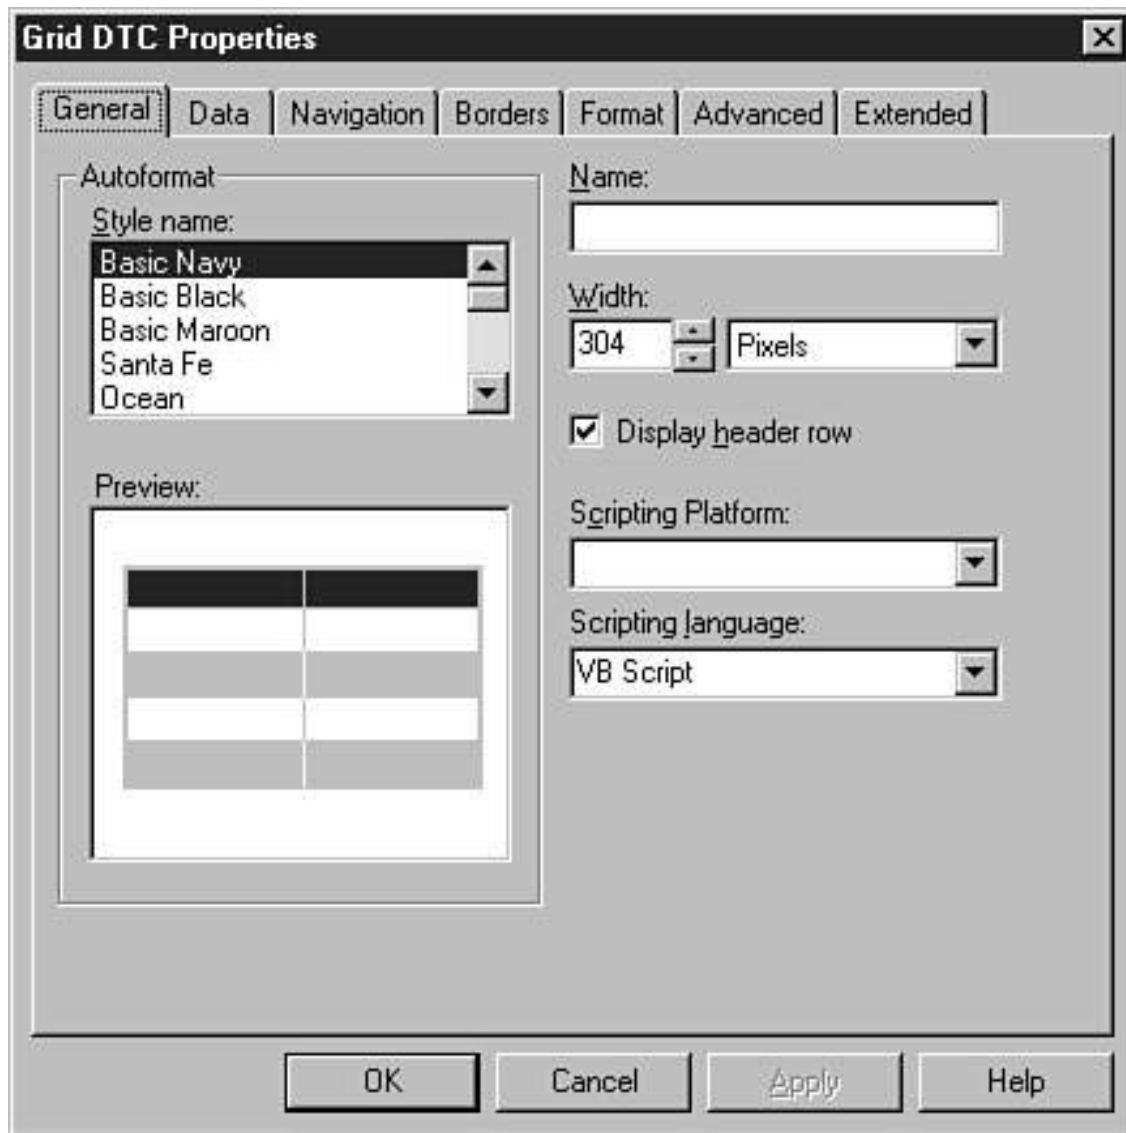 Grid DTC Properties
General Data Navigation Borders Format Advanced Extended
Autoformat
Style name:
Basic Navy
Basic Black
Basic Maroon
Santa Fe
Ocean
Preview:
Name:
Width:
304 Pixels
Display header row
Scripting Platform:
Scripting language:
VB Script
OK Cancel Apply Help